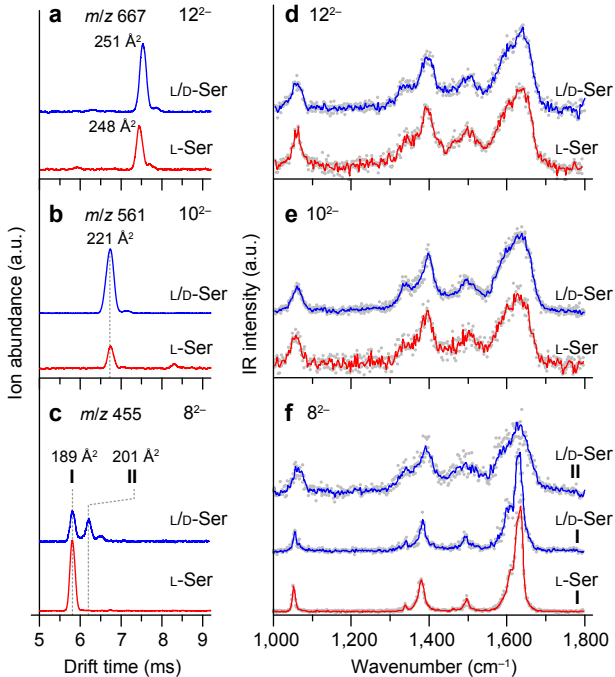 a m/z 667 12²⁻
251 Å²
L/D-Ser
248 Å²
L-Ser
b m/z 561 10²⁻
221 Å²
L/D-Ser
L-Ser
c m/z 455 8²⁻
189 Å² 201 Å²
I II
L/D-Ser
L-Ser
5 6 7 8 9
Drift time (ms)
Ion abundance (a.u.)
d 12²⁻
L/D-Ser
L-Ser
e 10²⁻
L/D-Ser
L-Ser
f 8²⁻
L/D-Ser
II
L/D-Ser
I
L-Ser
I
1,000 1,200 1,400 1,600 1,800
Wavenumber (cm⁻¹)
IR intensity (a.u.)